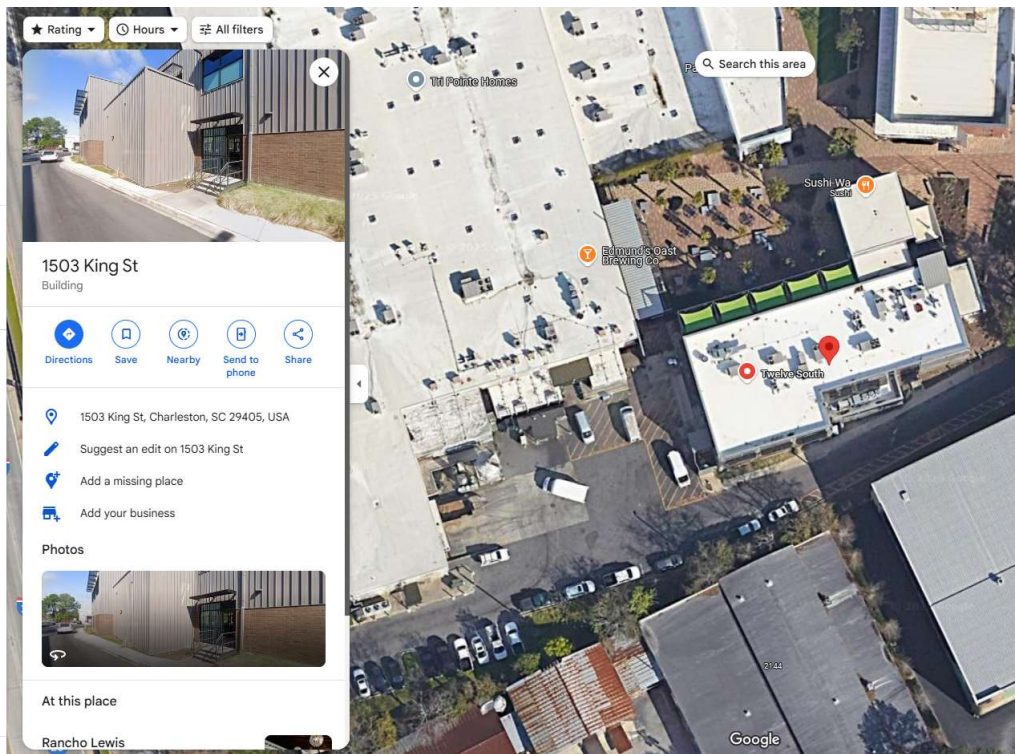 Rating
Hours
All filters
Search this area
Tri Pointe Homes
Sushi-Wa
Sushi
Edmund's Oast
Brewing Co
Twelve South
2144
Google
1503 King St
Building
Directions
Save
Nearby
Send to
phone
Share
1503 King St, Charleston, SC 29405, USA
Suggest an edit on 1503 King St
Add a missing place
Add your business
Photos
At this place
Rancho Lewis